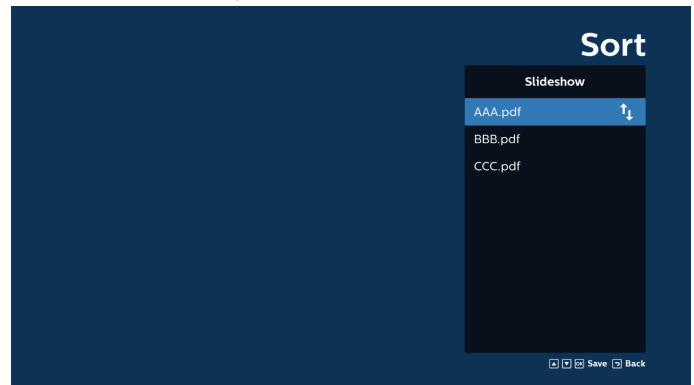 Sort
Slideshow
AAA.pdf
BBB.pdf
CCC.pdf
OK Save Back